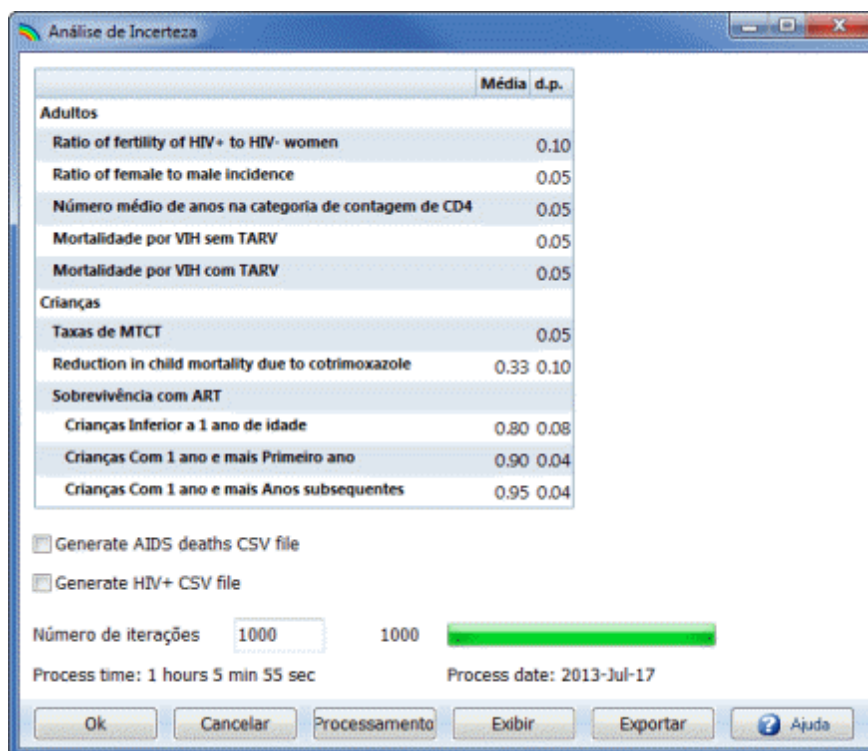 Análise de Incerteza
Média d.p.
Adultos
Ratio of fertility of HIV+ to HIV- women 0.10
Ratio of female to male incidence 0.05
Número médio de anos na categoria de contagem de CD4 0.05
Mortalidade por VIH sem TARV 0.05
Mortalidade por VIH com TARV 0.05
Crianças
Taxas de MTCT 0.05
Reduction in child mortality due to cotrimoxazole 0.33 0.10
Sobrevivência com ART
Crianças Inferior a 1 ano de idade 0.80 0.08
Crianças Com 1 ano e mais Primeiro ano 0.90 0.04
Crianças Com 1 ano e mais Anos subsequentes 0.95 0.04
Generate AIDS deaths CSV file
Generate HIV+ CSV file
Número de iterações 1000 1000
Process time: 1 hours 5 min 55 sec Process date: 2013-Jul-17
Ok Cancelar Processamento Exibir Exportar Ajuda